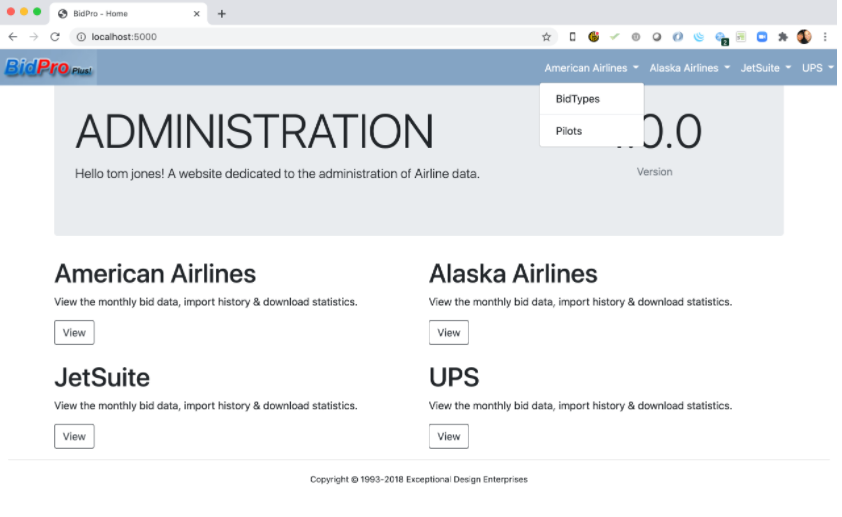 BidPro - Home
localhost:5000
BidPro Plus!
American Airlines
Alaska Airlines
JetSuite
UPS
BidTypes
Pilots
ADMINISTRATION
.0.0
Hello tom jones! A website dedicated to the administration of Airline data.
Version
American Airlines
View the monthly bid data, import history & download statistics.
View
Alaska Airlines
View the monthly bid data, import history & download statistics.
View
JetSuite
View the monthly bid data, import history & download statistics.
View
UPS
View the monthly bid data, import history & download statistics.
View
Copyright © 1993-2018 Exceptional Design Enterprises